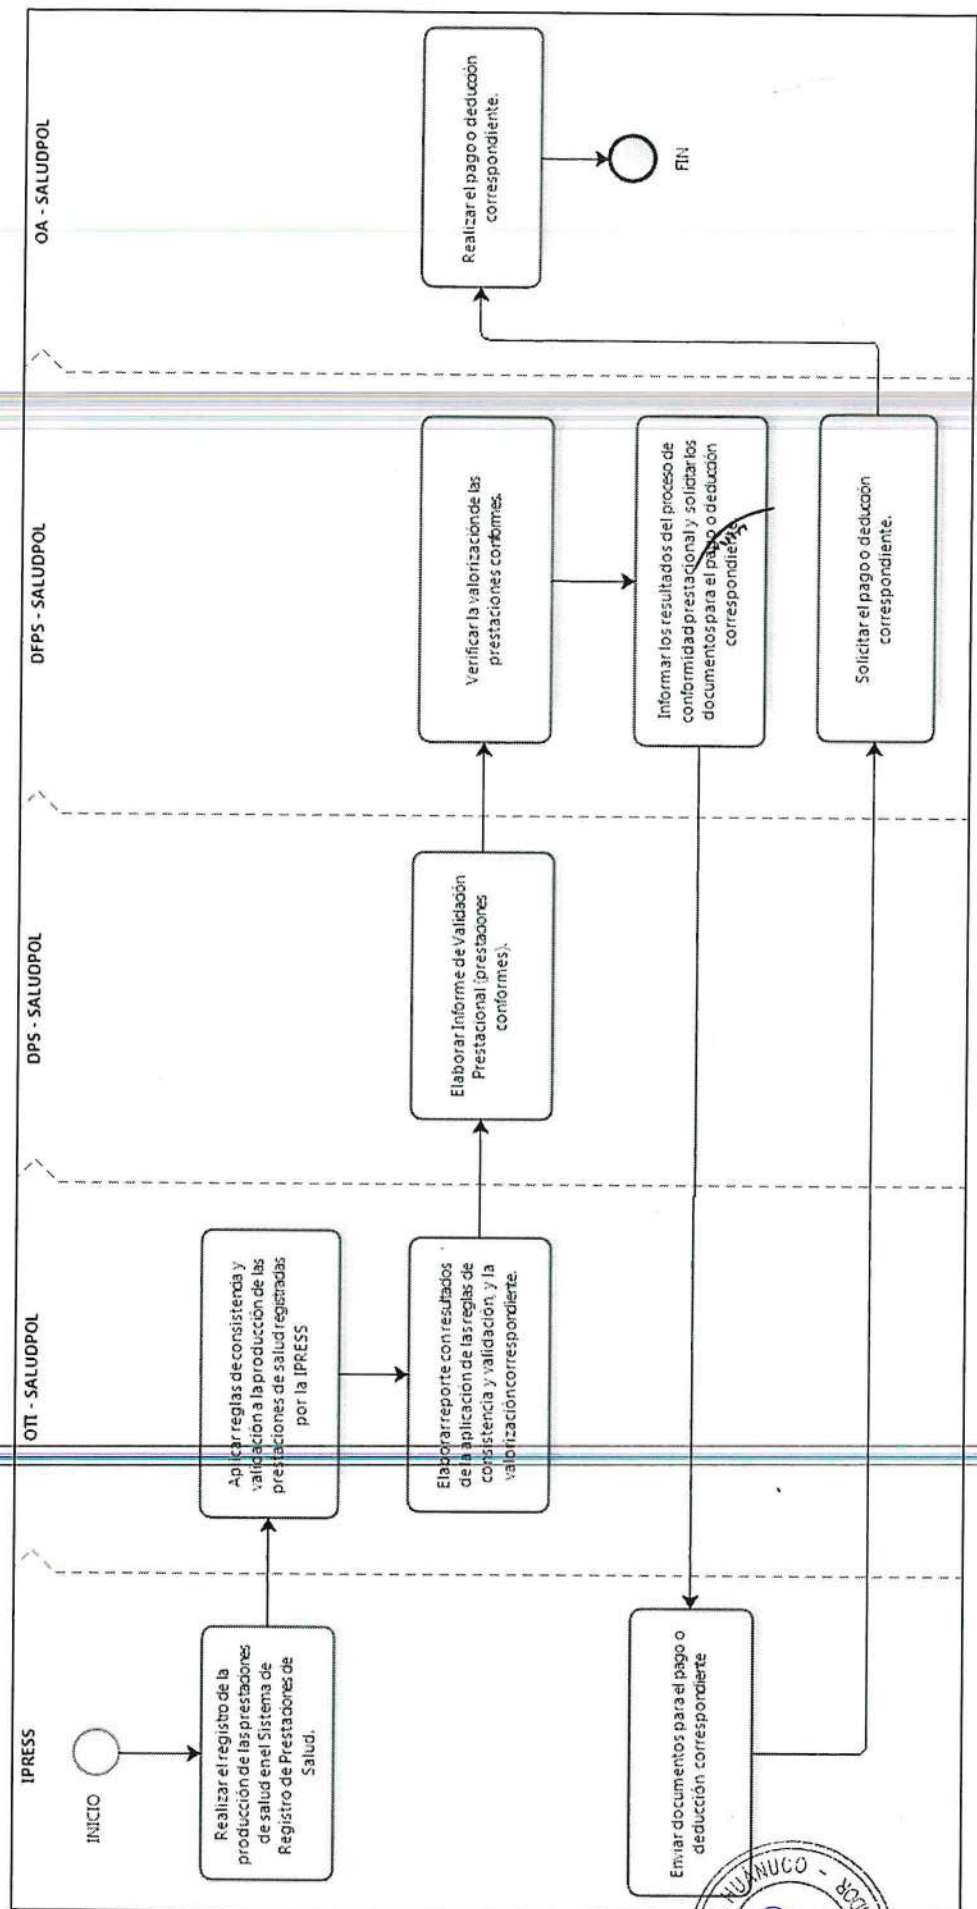 IPRESS
OTI - SALUDPOL
DPS - SALUDPOL
DFPS - SALUDPOL
OA - SALUDPOL
INICIO
Realizar el registro de la
producción de las prestaciones
de salud en el Sistema de
Registro de Prestaciones de
Salud.
Aplicar reglas de consistencia y
validación a la producción de las
prestaciones de salud registradas
por la IPRESS
Elaborar reporte con resultados
de la aplicación de las reglas de
consistencia y validación, y la
valorización correspondiente.
Elaborar Informe de Validación
Prestacional (prestaciones
conformes).
Verificar la valorización de las
prestaciones conformes.
Informar los resultados del proceso de
conformidad prestacional y solicitar los
documentos para el pago o deducción
correspondiente.
Enviar documentos para el pago o
deducción correspondiente
Solicitar el pago o deducción
correspondiente.
Realizar el pago o deducción
correspondiente.
FIN
HUÁNUCO -